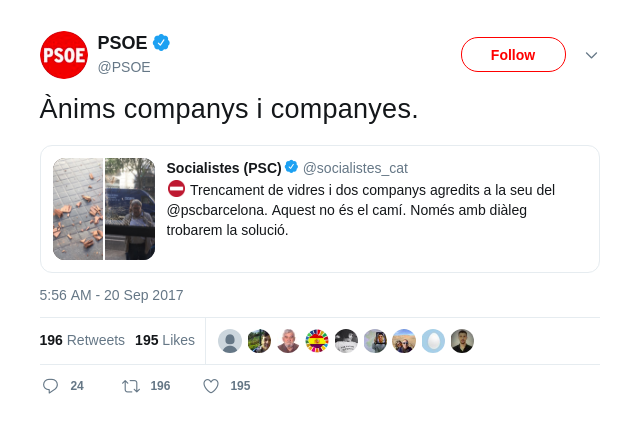 PSOE
PSOE
@PSOE
Follow
Ànims companys i companyes.
Socialistes (PSC) @socialistes_cat
Trencament de vidres i dos companys agredits a la seu del
@pscbarcelona. Aquest no és el camí. Només amb diàleg
trobarem la solució.
5:56 AM - 20 Sep 2017
196 Retweets 195 Likes
24 196 195